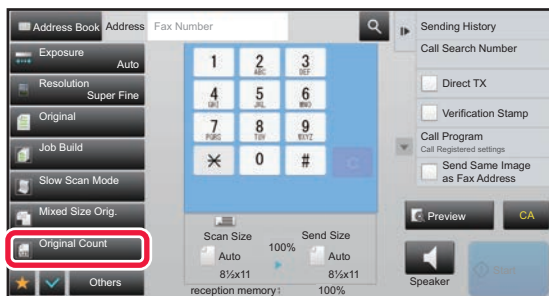 Address Book
Address
Fax Number
Sending History
Exposure
Auto
Call Search Number
Resolution
Super Fine
Direct TX
Original
Verification Stamp
Job Build
Call Program
Call Registered settings
Slow Scan Mode
Send Same Image
as Fax Address
Mixed Size Orig.
Preview
CA
Original Count
Others
1
2
ABC
3
DEF
4
GHI
5
JKL
6
MNO
7
PQRS
8
TUV
9
WXYZ
0
#
C
Scan Size
100%
Send Size
Auto
Auto
8½x11
8½x11
reception memory:
100%
Speaker
Start